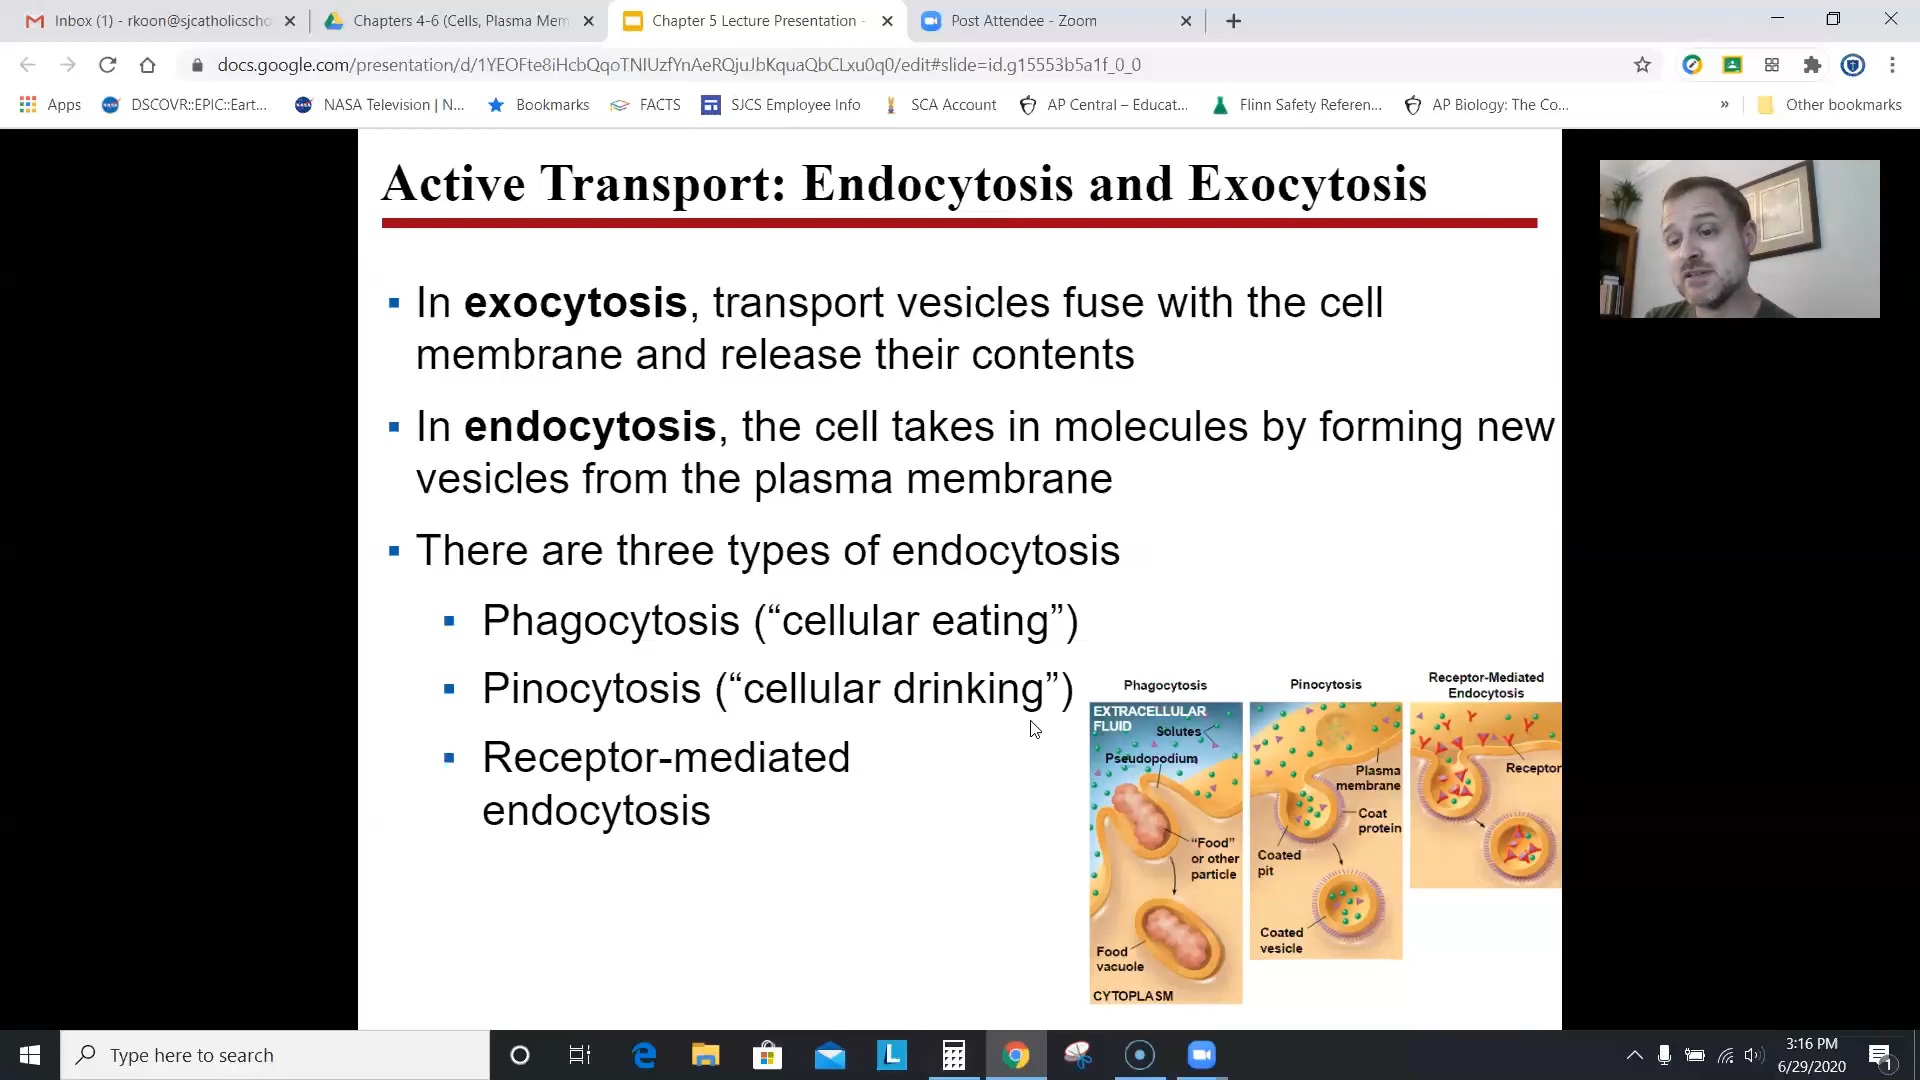 Inbox (1) - rkoon@sjcatholicscho
Chapters 4-6 (Cells, Plasma Mem
Chapter 5 Lecture Presentation -
Post Attendee - Zoom
docs.google.com/presentation/d/1YEOFte8iHcbQqoTNIUzfYnAeRQjuJbKquaQbCLxu0q0/edit#slide=id.g15553b5a1f_0_0
Apps
DSCOVR::EPIC::Eart...
NASA Television | N...
Bookmarks
FACTS
SJCS Employee Info
SCA Account
AP Central – Educat...
Flinn Safety Referen...
AP Biology: The Co...
»
Other bookmarks
Active Transport: Endocytosis and Exocytosis
In exocytosis, transport vesicles fuse with the cell
membrane and release their contents
In endocytosis, the cell takes in molecules by forming new
vesicles from the plasma membrane
There are three types of endocytosis
Phagocytosis (“cellular eating”)
Pinocytosis (“cellular drinking”)
Receptor-mediated
endocytosis
Phagocytosis
EXTRACELLULAR
FLUID
Solutes
Pseudopodium
“Food”
or other
particle
Food
vacuole
CYTOPLASM
Pinocytosis
Plasma
membrane
Coat
protein
Coated
pit
Coated
vesicle
Receptor-Mediated
Endocytosis
Receptor
Type here to search
L
3:16 PM
6/29/2020
1